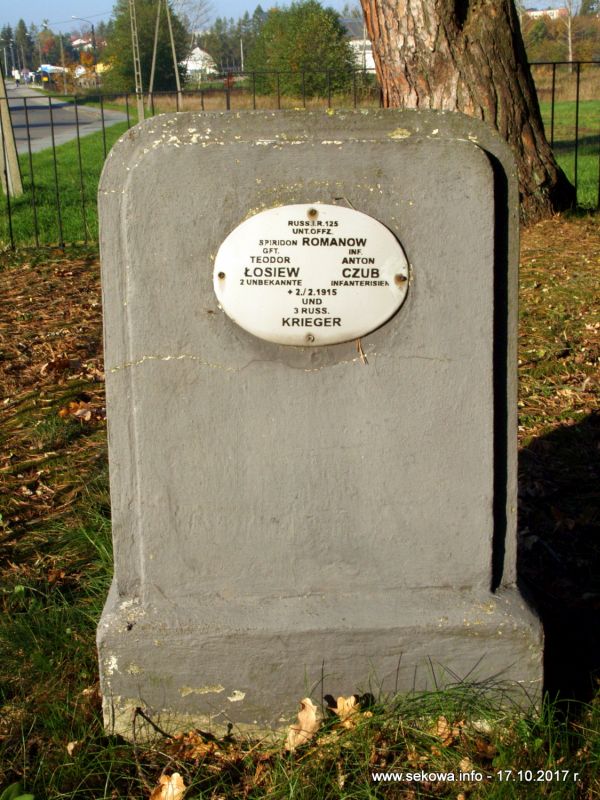 RUSS.I.R.125
UNT.OFFZ.
SPIRIDON ROMANOW
GFT. INF.
TEODOR ANTON
ŁOSIEW CZUB
2 UNBEKANNTE INFANTERISIEN
+ 2./2.1915
UND
3 RUSS.
KRIEGER
www.sekowa.info - 17.10.2017 r.